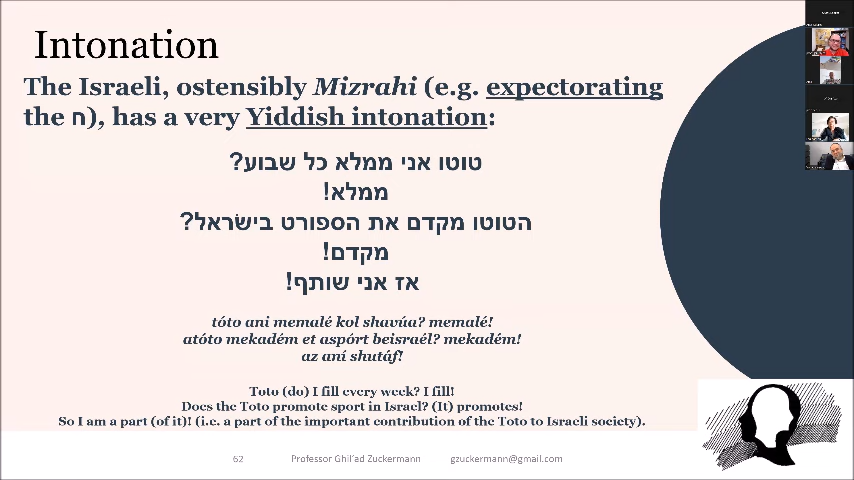 Intonation
The Israeli, ostensibly Mizrahi (e.g. expectorating
the ח), has a very Yiddish intonation:
טוטו אני ממלא כל שבוע?
ממלא!
הטוטו מקדם את הספורט בישׂראל?
מקדם!
אז אני שותף!
tóto ani memalé kol shavúa? memalé!
atóto mekadém et aspórt beisraél? mekadém!
az aní shutáf!
Toto (do) I fill every week? I fill!
Does the Toto promote sport in Israel? (It) promotes!
So I am a part (of it)! (i.e. a part of the important contribution of the Toto to Israeli society).
62 Professor Ghil'ad Zuckermann gzuckermann@gmail.com